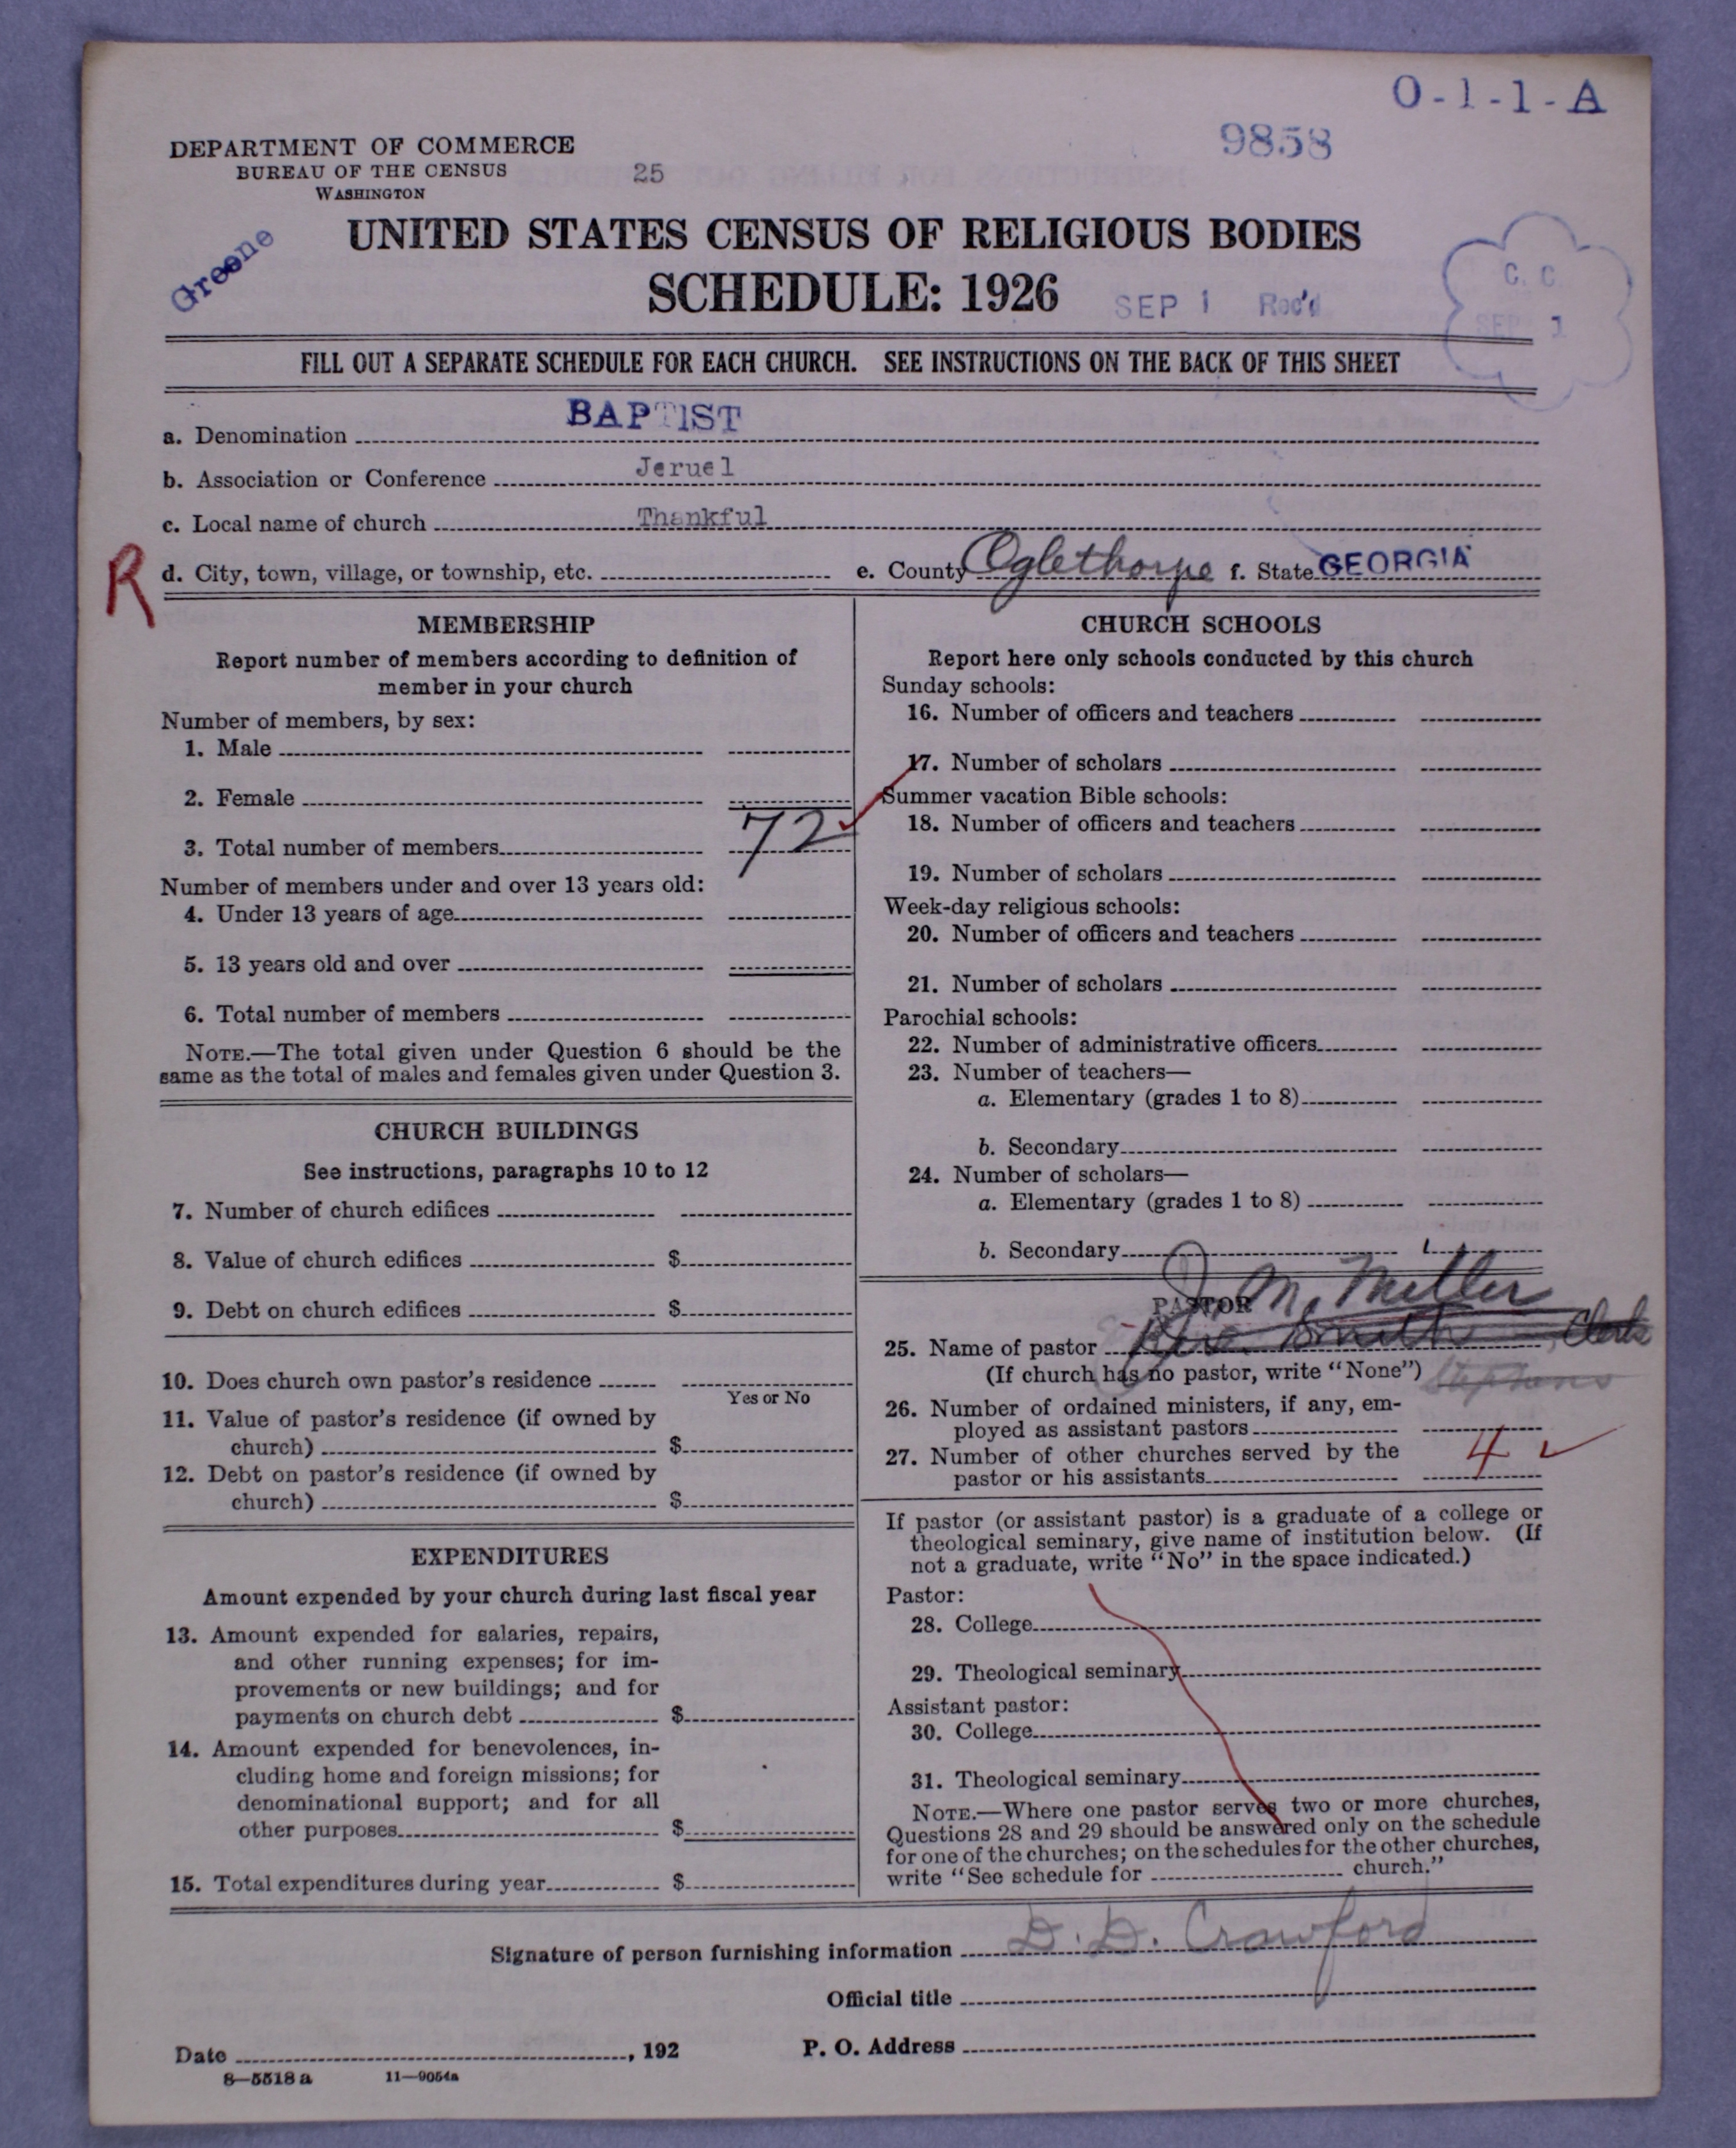 O-1-1-A
9858
DEPARTMENT OF COMMERCE
BUREAU OF THE CENSUS
WASHINGTON
25
Greene
UNITED STATES CENSUS OF RELIGIOUS BODIES
SCHEDULE: 1926
SEP 1 Rec'd
C. C.
SEP 1
FILL OUT A SEPARATE SCHEDULE FOR EACH CHURCH. SEE INSTRUCTIONS ON THE BACK OF THIS SHEET
a. Denomination BAPTIST
b. Association or Conference Jeruel
c. Local name of church Thankful
R
d. City, town, village, or township, etc. e. County Oglethorpe f. State GEORGIA
MEMBERSHIP
Report number of members according to definition of
member in your church
Number of members, by sex:
1. Male
2. Female
3. Total number of members 72
Number of members under and over 13 years old:
4. Under 13 years of age
5. 13 years old and over
6. Total number of members
NOTE.—The total given under Question 6 should be the
same as the total of males and females given under Question 3.
CHURCH BUILDINGS
See instructions, paragraphs 10 to 12
7. Number of church edifices
8. Value of church edifices $
9. Debt on church edifices $
10. Does church own pastor's residence
Yes or No
11. Value of pastor's residence (if owned by
church) $
12. Debt on pastor's residence (if owned by
church) $
EXPENDITURES
Amount expended by your church during last fiscal year
13. Amount expended for salaries, repairs,
and other running expenses; for im-
provements or new buildings; and for
payments on church debt $
14. Amount expended for benevolences, in-
cluding home and foreign missions; for
denominational support; and for all
other purposes $
15. Total expenditures during year $
CHURCH SCHOOLS
Report here only schools conducted by this church
Sunday schools:
16. Number of officers and teachers
17. Number of scholars
Summer vacation Bible schools:
18. Number of officers and teachers
19. Number of scholars
Week-day religious schools:
20. Number of officers and teachers
21. Number of scholars
Parochial schools:
22. Number of administrative officers
23. Number of teachers—
a. Elementary (grades 1 to 8)
b. Secondary
24. Number of scholars—
a. Elementary (grades 1 to 8)
b. Secondary
J. M. Miller
PASTOR
25. Name of pastor Smith Clerk
(If church has no pastor, write "None") Stephens
26. Number of ordained ministers, if any, em-
ployed as assistant pastors
27. Number of other churches served by the
pastor or his assistants 4
If pastor (or assistant pastor) is a graduate of a college or
theological seminary, give name of institution below. (If
not a graduate, write "No" in the space indicated.)
Pastor:
28. College
29. Theological seminary
Assistant pastor:
30. College
31. Theological seminary
NOTE.—Where one pastor serves two or more churches,
Questions 28 and 29 should be answered only on the schedule
for one of the churches; on the schedules for the other churches,
write "See schedule for church."
Signature of person furnishing information D. D. Crawford
Official title
Date , 192 P. O. Address
8—5518 a 11—9054a